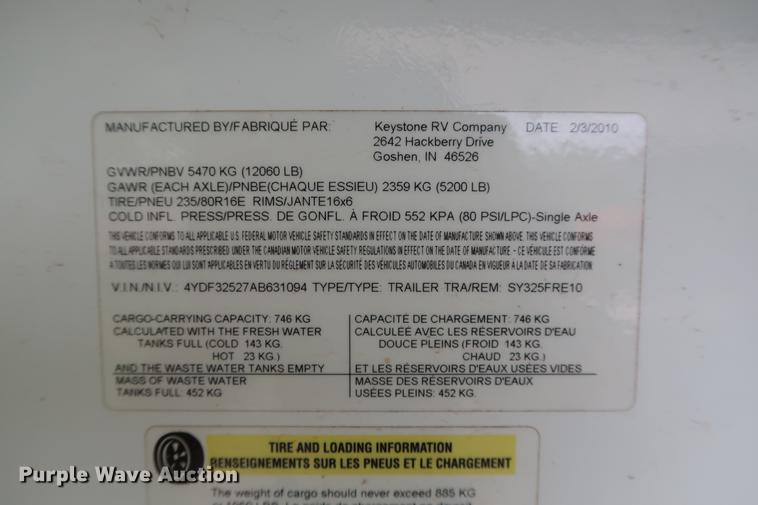 MANUFACTURED BY/FABRIQUÉ PAR: Keystone RV Company DATE: 2/3/2010
2642 Hackberry Drive
Goshen, IN 46526
GVWR/PNBV 5470 KG (12060 LB)
GAWR (EACH AXLE)/PNBE(CHAQUE ESSIEU) 2359 KG (5200 LB)
TIRE/PNEU 235/80R16E RIMS/JANTE16x6
COLD INFL. PRESS/PRESS. DE GONFL. À FROID 552 KPA (80 PSI/LPC)-Single Axle
THIS VEHICLE CONFORMS TO ALL APPLICABLE U.S. FEDERAL MOTOR VEHICLE SAFETY STANDARDS IN EFFECT ON THE DATE OF MANUFACTURE SHOWN ABOVE. THIS VEHICLE CONFORMS
TO ALL APPLICABLE STANDARDS PRESCRIBED UNDER THE CANADIAN MOTOR VEHICLE SAFETY REGULATIONS IN EFFECT ON THE DATE OF MANUFACTURE. - CE VÉHICULE EST CONFORME
À TOUTES LES NORMES QUI LUI SONT APPLICABLES EN VERTU DU RÈGLEMENT SUR LA SÉCURITÉ DES VÉHICULES AUTOMOBILES DU CANADA EN VIGUEUR À LA DATE DE SA FABRICATION
V.I.N./N.I.V.: 4YDF32527AB631094 TYPE/TYPE: TRAILER TRA/REM: SY325FRE10
CARGO-CARRYING CAPACITY: 746 KG
CALCULATED WITH THE FRESH WATER
TANKS FULL (COLD 143 KG.
HOT 23 KG.)
AND THE WASTE WATER TANKS EMPTY
MASS OF WASTE WATER
TANKS FULL: 452 KG
CAPACITÉ DE CHARGEMENT: 746 KG
CALCULÉE AVEC LES RÉSERVOIRS D'EAU
DOUCE PLEINS (FROID 143 KG.
CHAUD 23 KG.)
ET LES RÉSERVOIRS D'EAUX USÉES VIDES
MASSE DES RÉSERVOIRS D'EAUX
USÉES PLEINS: 452 KG.
TIRE AND LOADING INFORMATION
RENSEIGNEMENTS SUR LES PNEUS ET LE CHARGEMENT
Purple Wave Auction
The weight of cargo should never exceed 885 KG